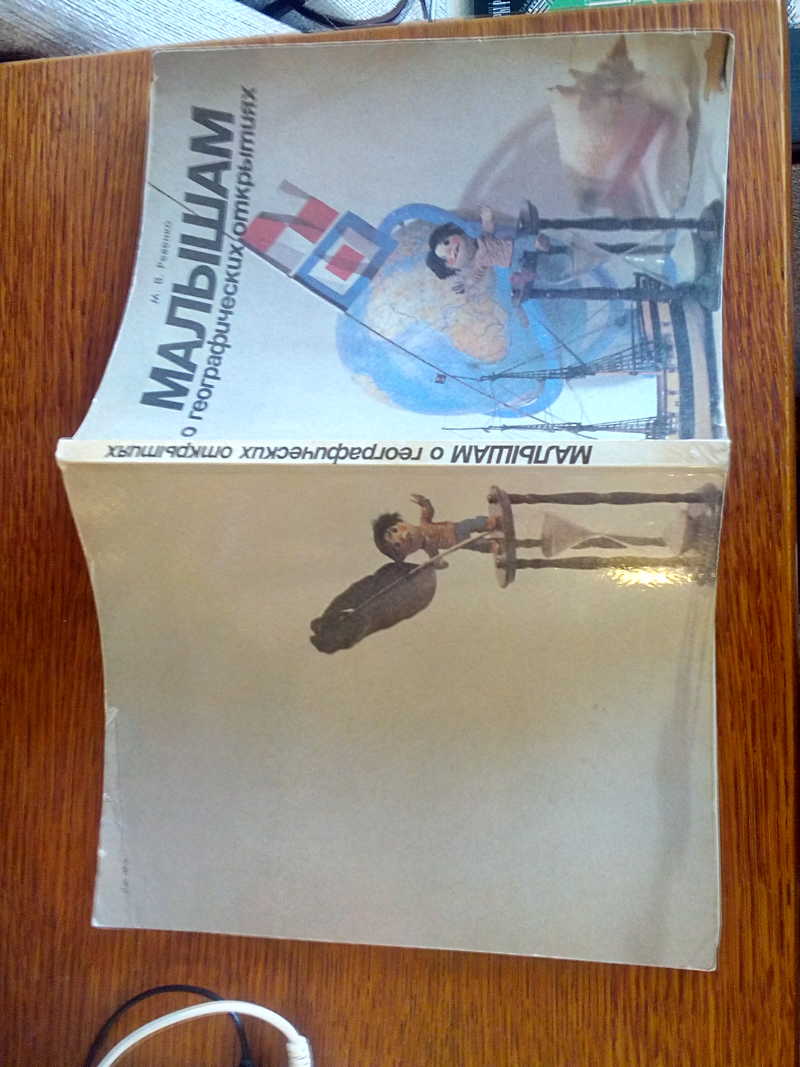 М. В. Ревенко
МАЛЫШАМ
о географических открытиях
МАЛЫШАМ о географических открытиях